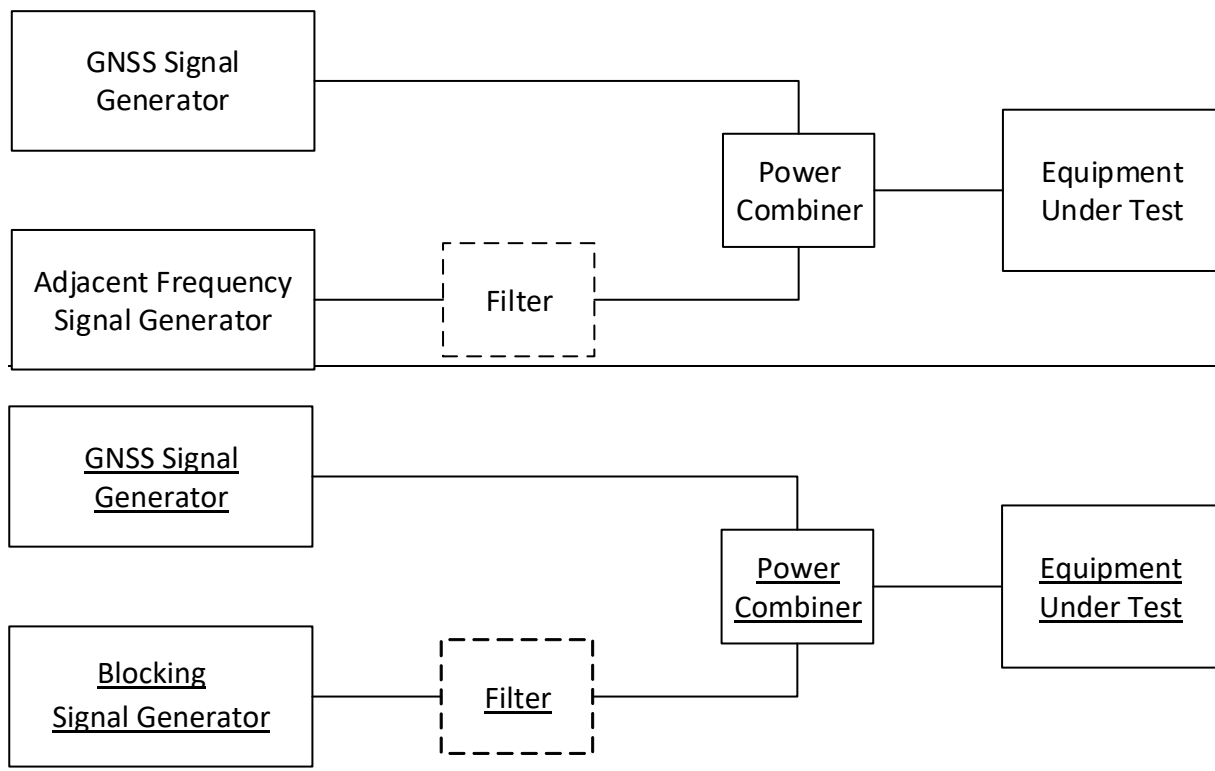 GNSS Signal
Generator
Power
Combiner
Equipment
Under Test
Adjacent Frequency
Signal Generator
Filter
GNSS Signal
Generator
Power
Combiner
Equipment
Under Test
Blocking
Signal Generator
Filter